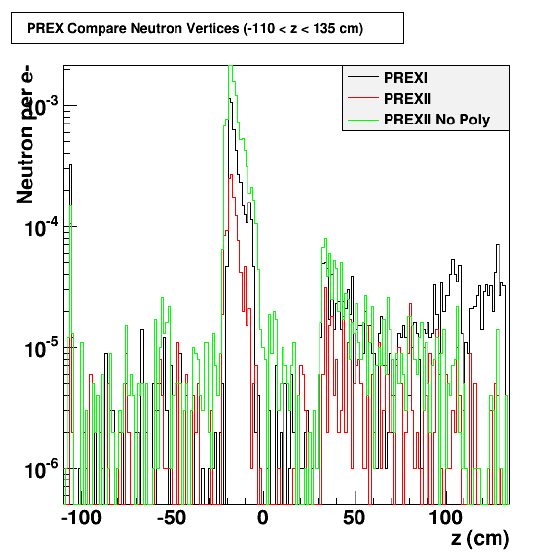 PREX Compare Neutron Vertices (-110 < z < 135 cm)
Neutron per e-
PREXI
PREXII
PREXII No Poly
10-3
10-4
10-5
10-6
-100 -50 0 50 100
z (cm)